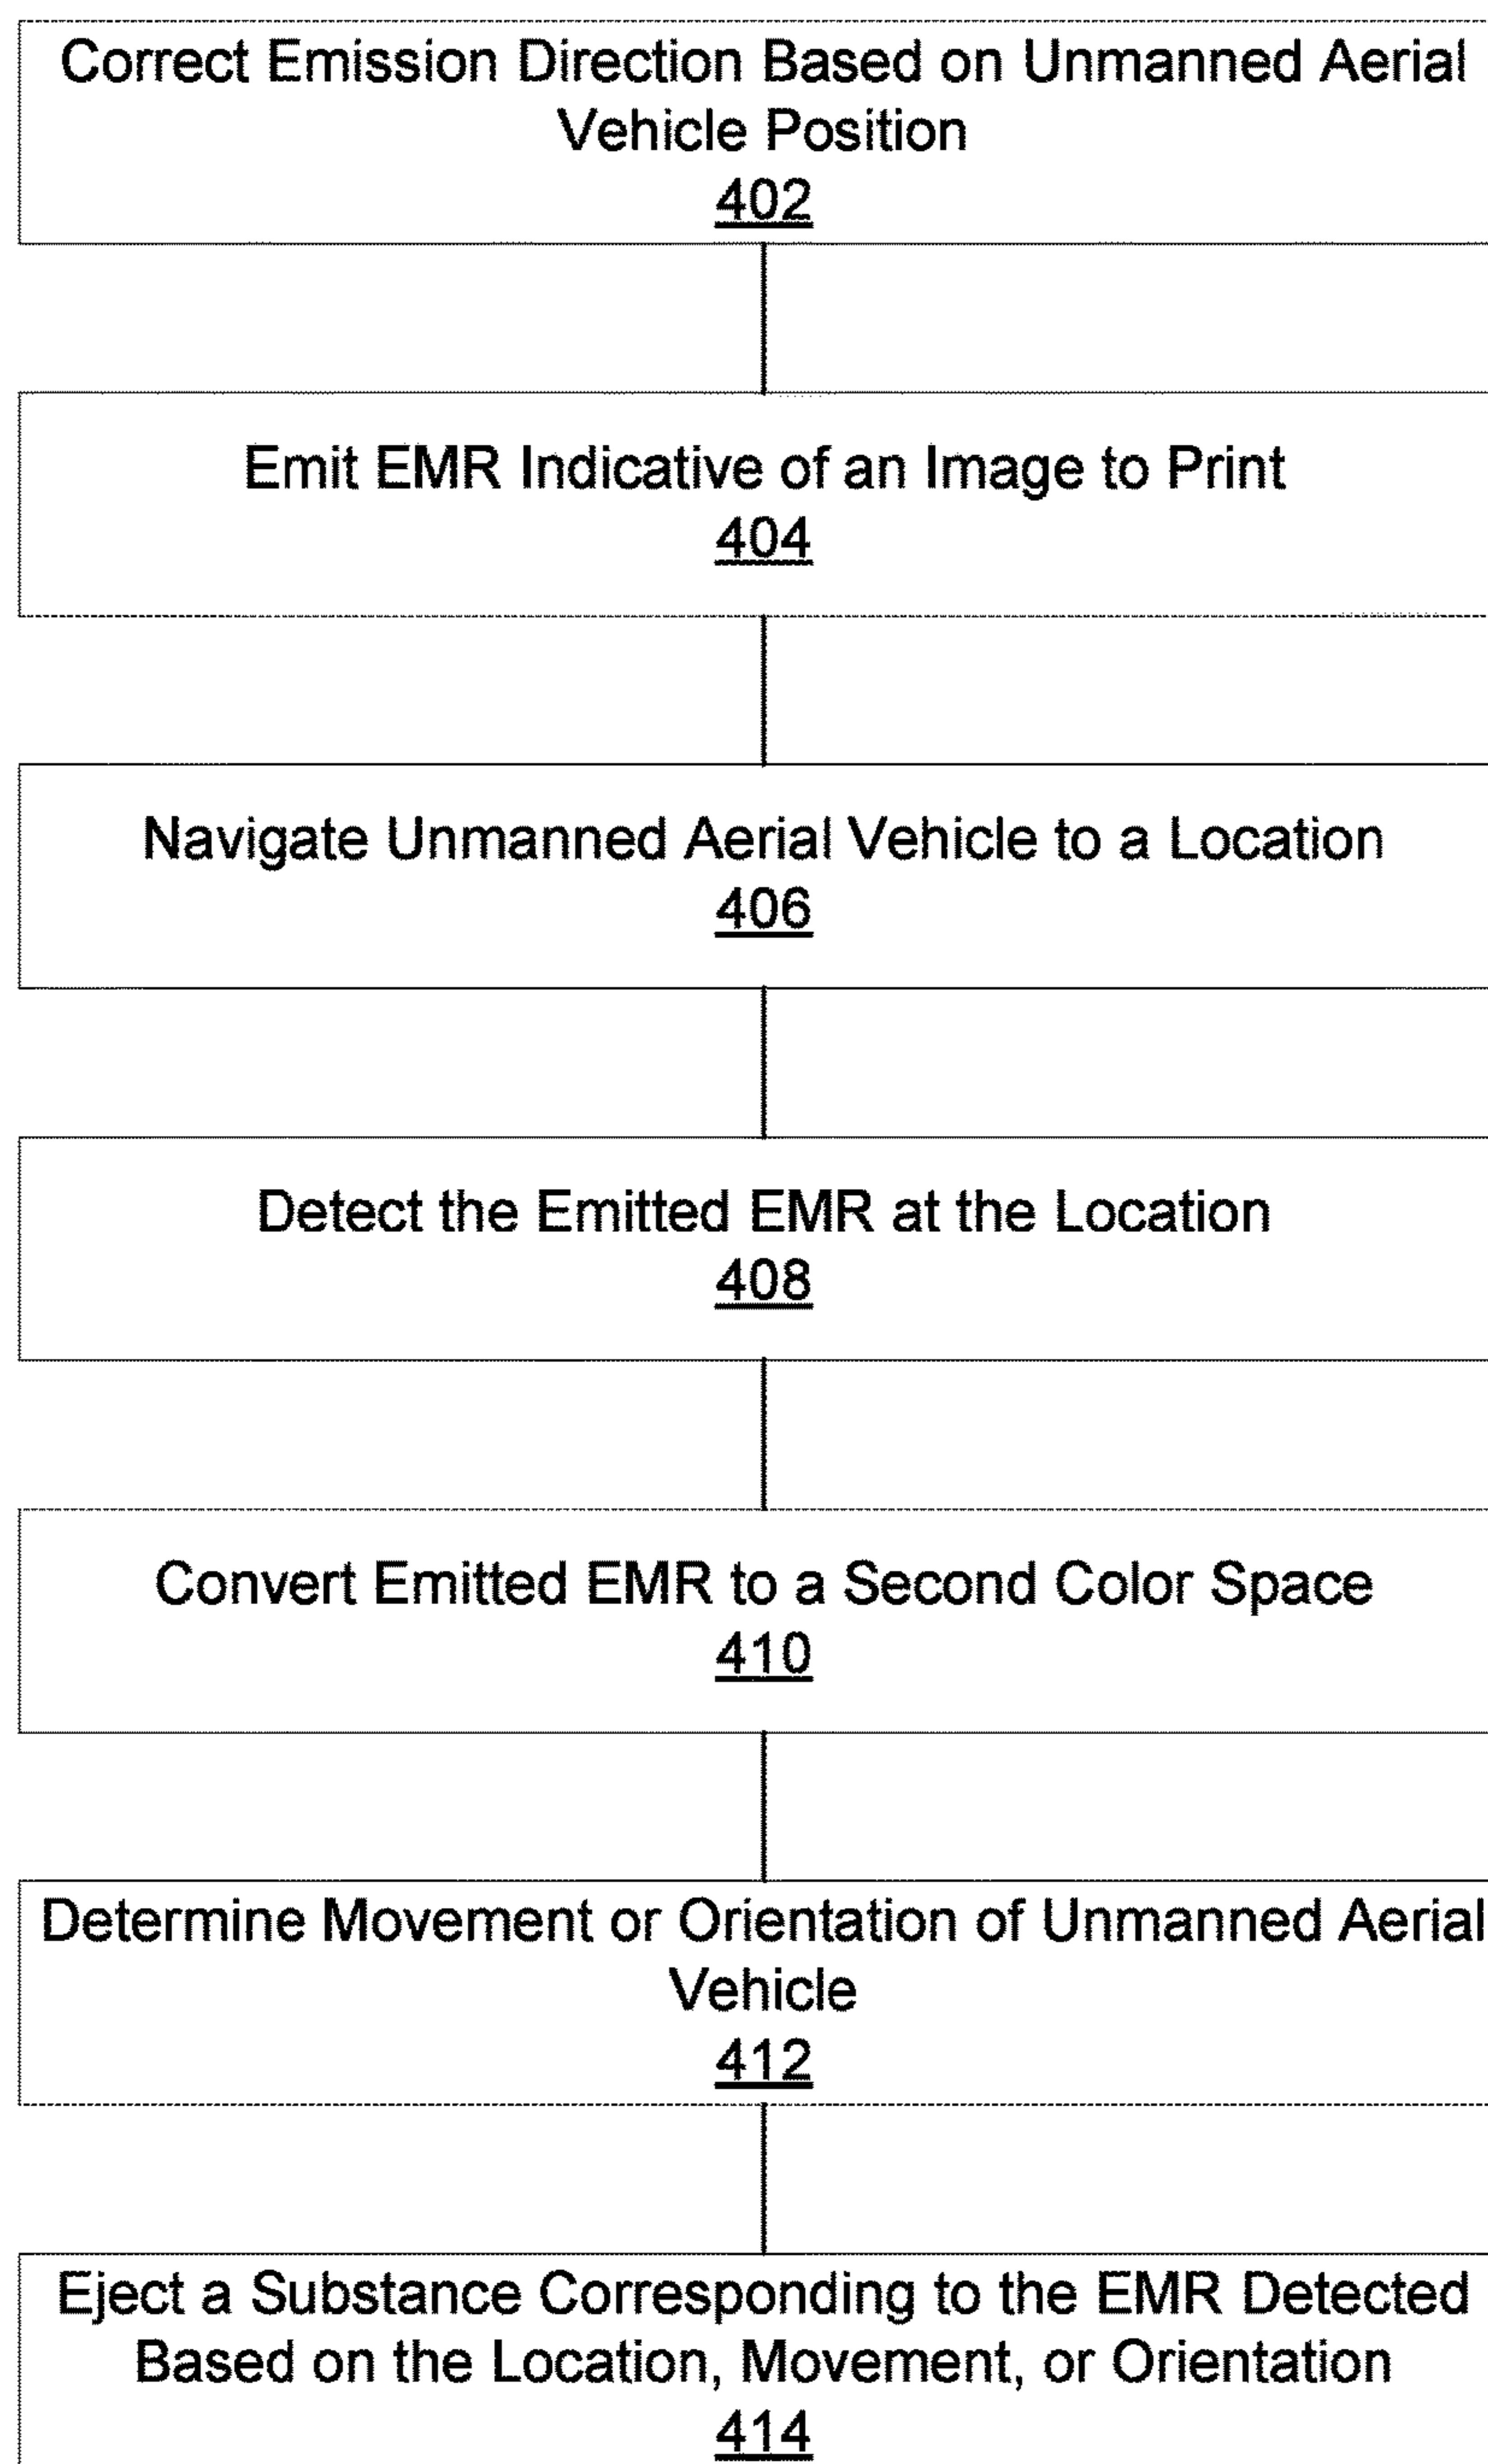 Correct Emission Direction Based on Unmanned Aerial
Vehicle Position
402
Emit EMR Indicative of an Image to Print
404
Navigate Unmanned Aerial Vehicle to a Location
406
Detect the Emitted EMR at the Location
408
Convert Emitted EMR to a Second Color Space
410
Determine Movement or Orientation of Unmanned Aerial
Vehicle
412
Eject a Substance Corresponding to the EMR Detected
Based on the Location, Movement, or Orientation
414